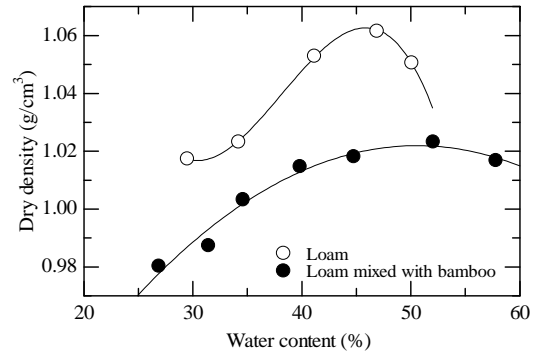 1.06
1.04
1.02
1.00
0.98
Dry density (g/cm³)
Loam
Loam mixed with bamboo
20 30 40 50 60
Water content (%)